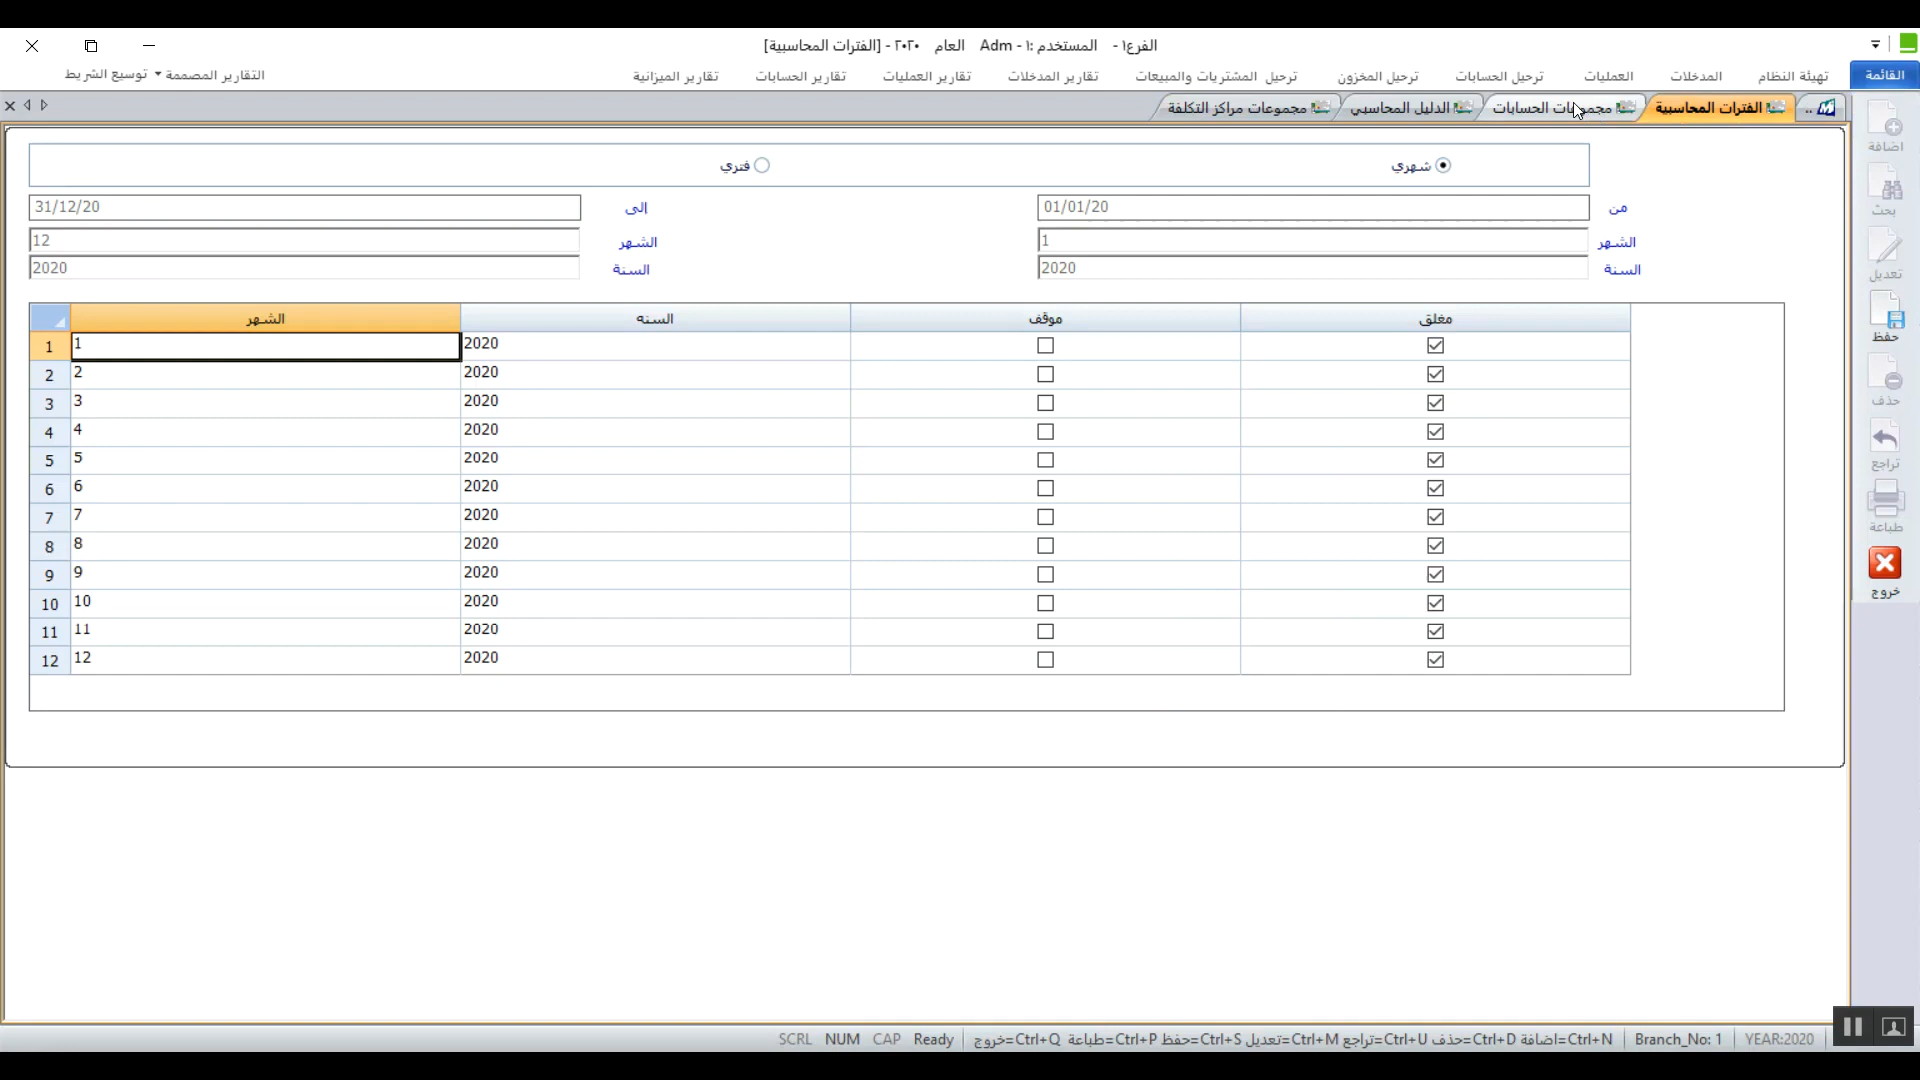 الفرع١ - المستخدم :١ - Adm العام ٢٠٢٠ - [الفترات المحاسبية]
القائمة تهيئة النظام المدخلات العمليات ترحيل الحسابات ترحيل المخزون ترحيل المشتريات والمبيعات تقارير المدخلات تقارير العمليات تقارير الحسابات تقارير الميزانية التقارير المصممة توسيع الشريط
.. الفترات المحاسبية مجموعات الحسابات الدليل المحاسبي مجموعات مراكز التكلفة
شهري فتري
من 01/01/20 إلى 31/12/20
الشهر 1 الشهر 12
السنة 2020 السنة 2020
الشهر السنه موقف مغلق
1 1 2020
2 2 2020
3 3 2020
4 4 2020
5 5 2020
6 6 2020
7 7 2020
8 8 2020
9 9 2020
10 10 2020
11 11 2020
12 12 2020
اضافة
بحث
تعديل
حفظ
حذف
تراجع
طباعة
خروج
SCRL NUM CAP Ready Ctrl+N=اضافة Ctrl+D=حذف Ctrl+U=تراجع Ctrl+M=تعديل Ctrl+S=حفظ Ctrl+P=طباعة Ctrl+Q=خروج Branch_No: 1 YEAR:2020